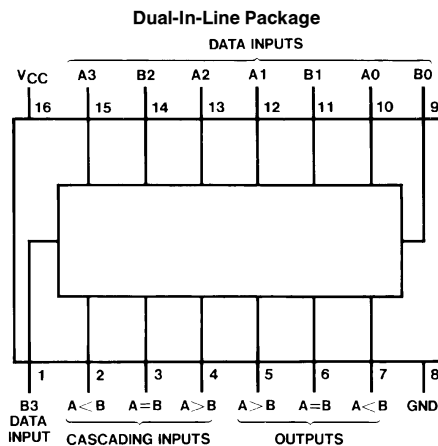 Dual-In-Line Package
DATA INPUTS
VCC A3 B2 A2 A1 B1 A0 B0
16 15 14 13 12 11 10 9
1 2 3 4 5 6 7 8
B3 A<B A=B A>B A>B A=B A<B GND
DATA
INPUT CASCADING INPUTS OUTPUTS